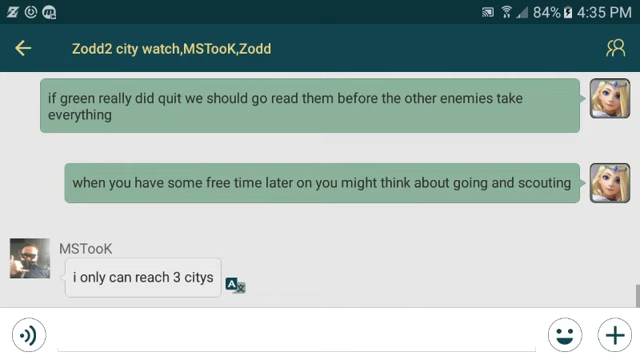 84% 4:35 PM
Zodd2 city watch,MSTooK,Zodd
if green really did quit we should go read them before the other enemies take
everything
when you have some free time later on you might think about going and scouting
MSTooK
i only can reach 3 citys
A